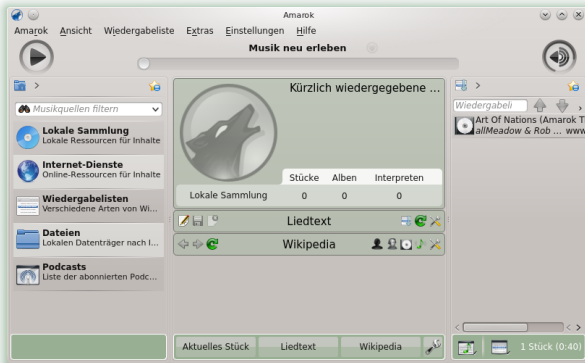 Amarok
Amarok Ansicht Wiedergabeliste Extras Einstellungen Hilfe
Musik neu erleben
Musikquellen filtern
Lokale Sammlung
Lokale Ressourcen für Inhalte
Internet-Dienste
Online-Ressourcen für Inhalte
Wiedergabelisten
Verschiedene Arten von Wi...
Dateien
Lokalen Datenträger nach I...
Podcasts
Liste der abonnierten Podc...
Kürzlich wiedergegebene ...
Stücke Alben Interpreten
Lokale Sammlung 0 0 0
Liedtext
Wikipedia
Aktuelles Stück Liedtext Wikipedia
Wiedergabeli
Art Of Nations (Amarok T
allMeadow & Rob ... www
1 Stück (0:40)